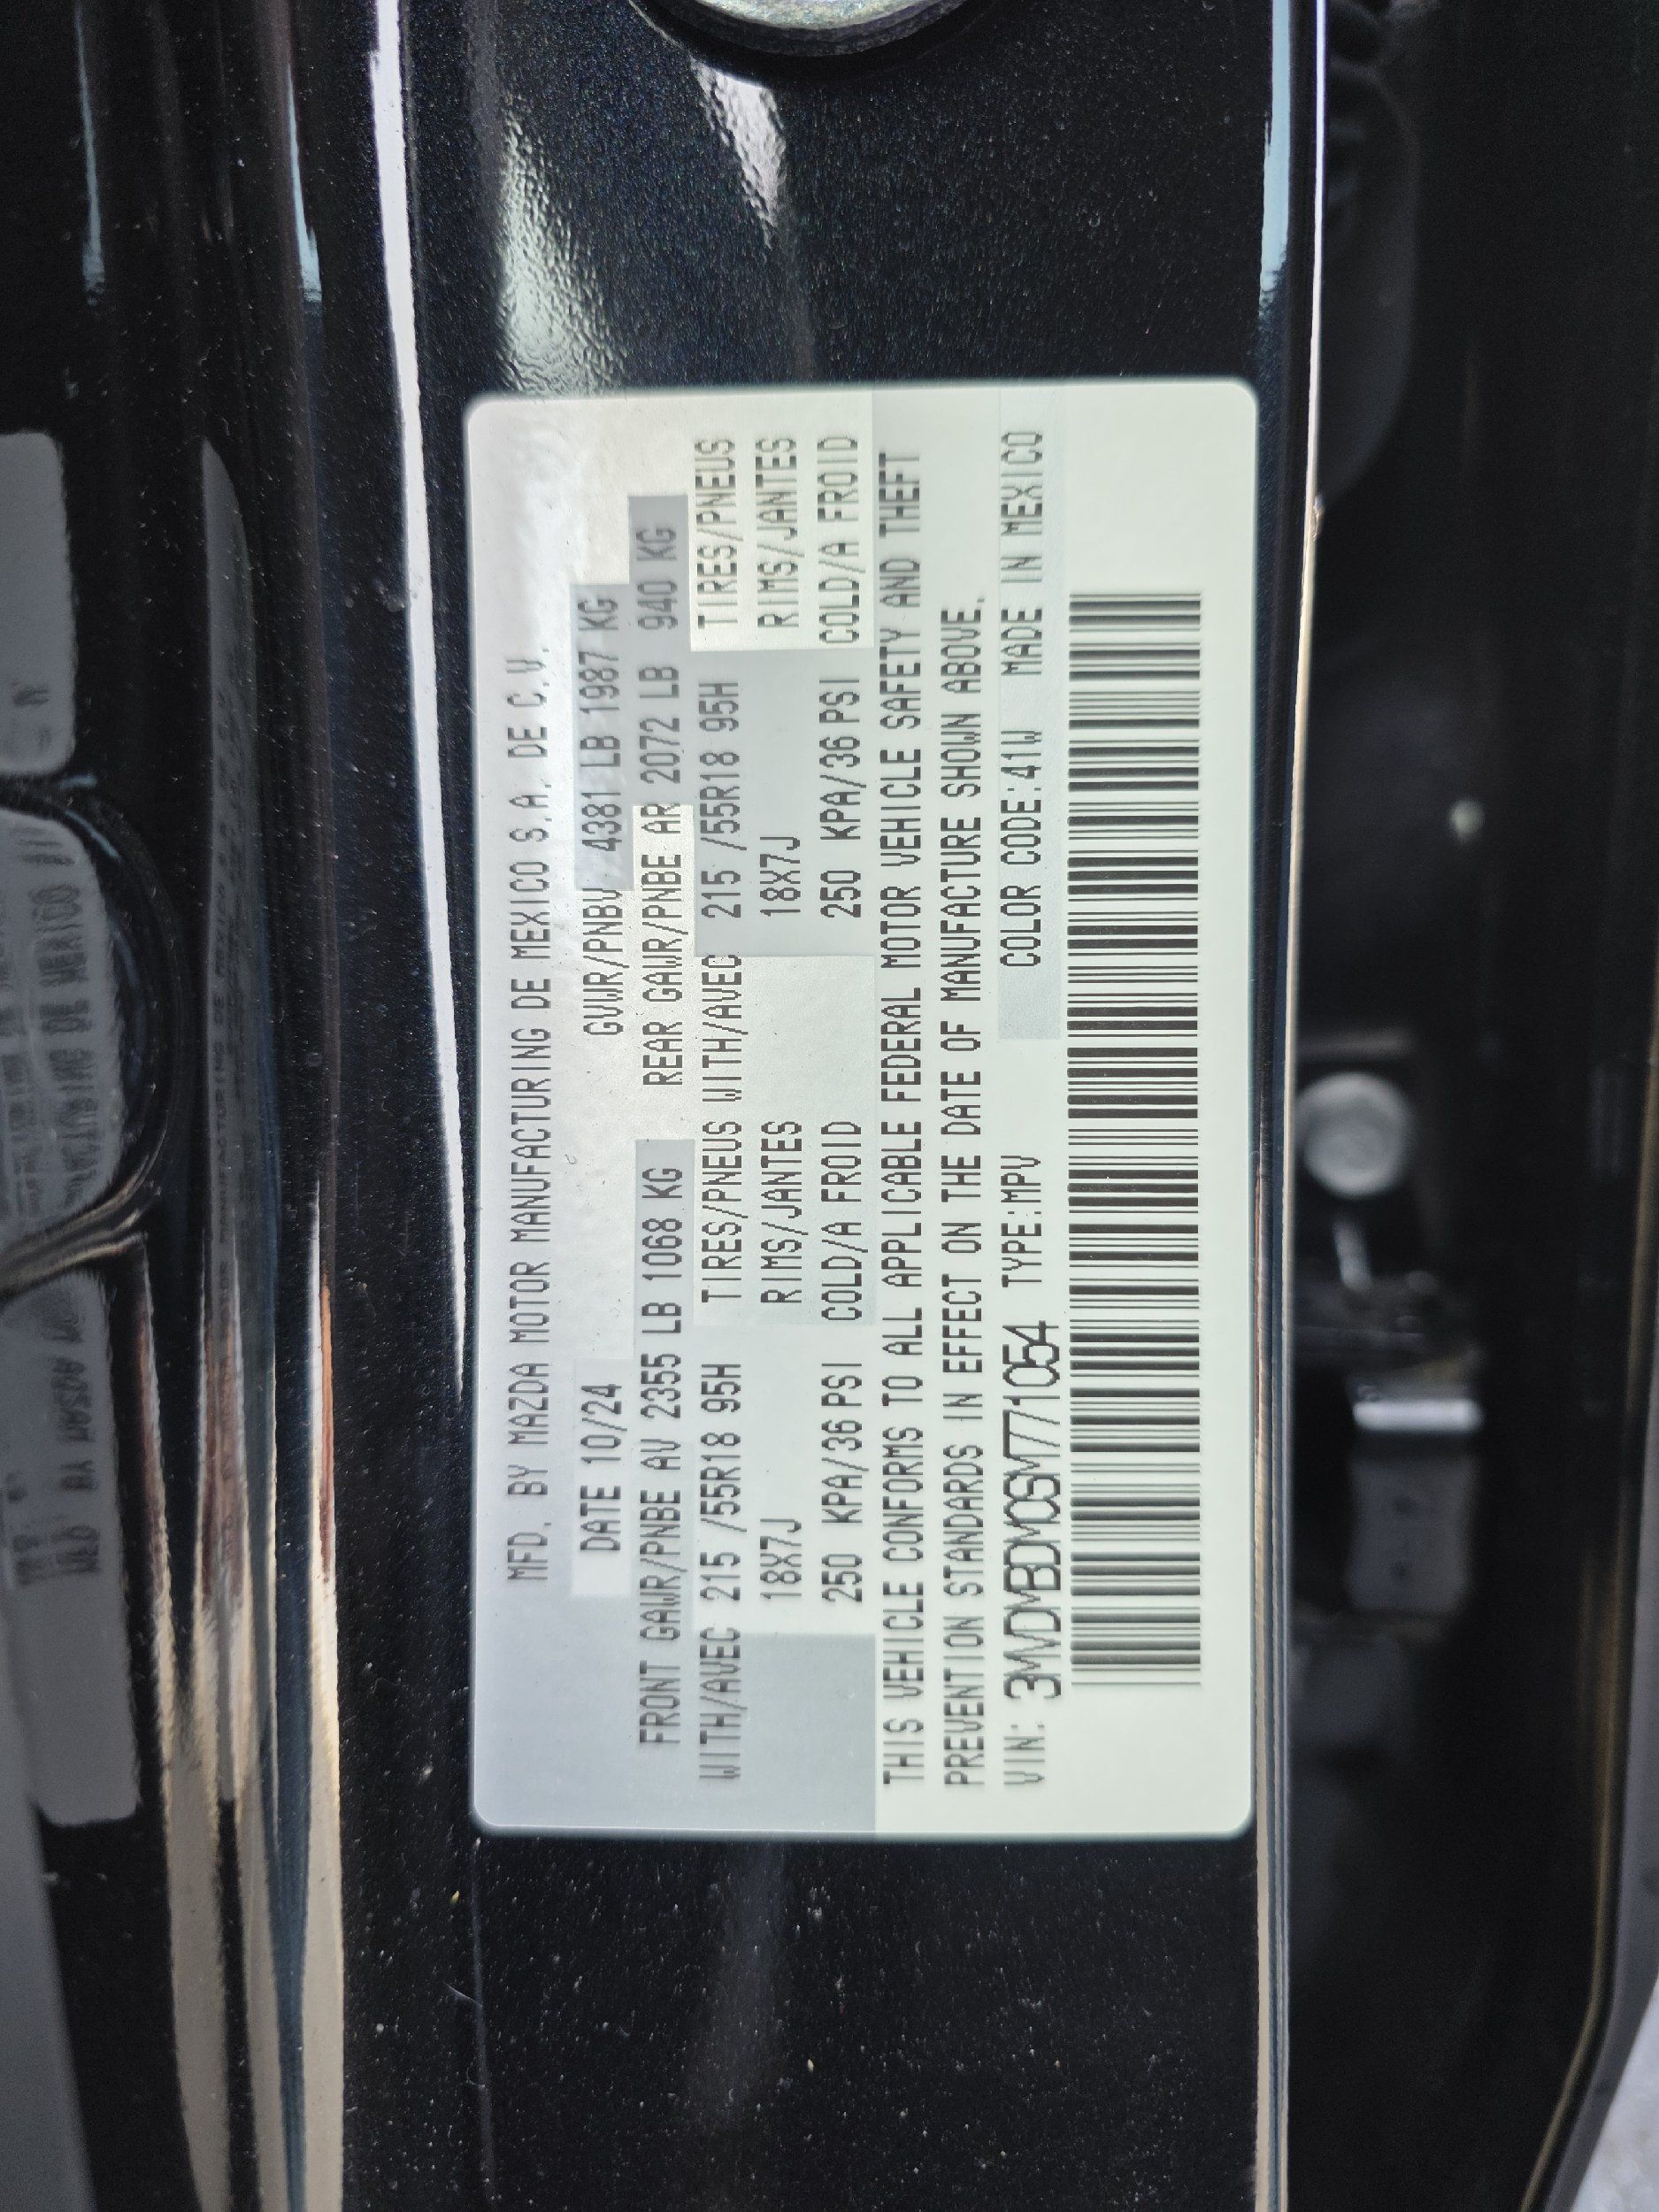 MFD. BY MAZDA MOTOR MANUFACTURING DE MEXICO S.A. DE C.V.
DATE 10/24 GVWR/PNBV 4381 LB 1987 KG
FRONT GAWR/PNBE AV 2355 LB 1068 KG REAR GAWR/PNBE AR 2072 LB 940 KG
WITH/AVEC 215 /55R18 95H TIRES/PNEUS WITH/AVEC 215 /55R18 95H TIRES/PNEUS
18X7J RIMS/JANTES 18X7J RIMS/JANTES
250 KPA/36 PSI COLD/A FROID 250 KPA/36 PSI COLD/A FROID
THIS VEHICLE CONFORMS TO ALL APPLICABLE FEDERAL MOTOR VEHICLE SAFETY AND THEFT
PREVENTION STANDARDS IN EFFECT ON THE DATE OF MANUFACTURE SHOWN ABOVE.
VIN: 3MVDMBDM0SM771054 TYPE:MPV COLOR CODE:41W MADE IN MEXICO